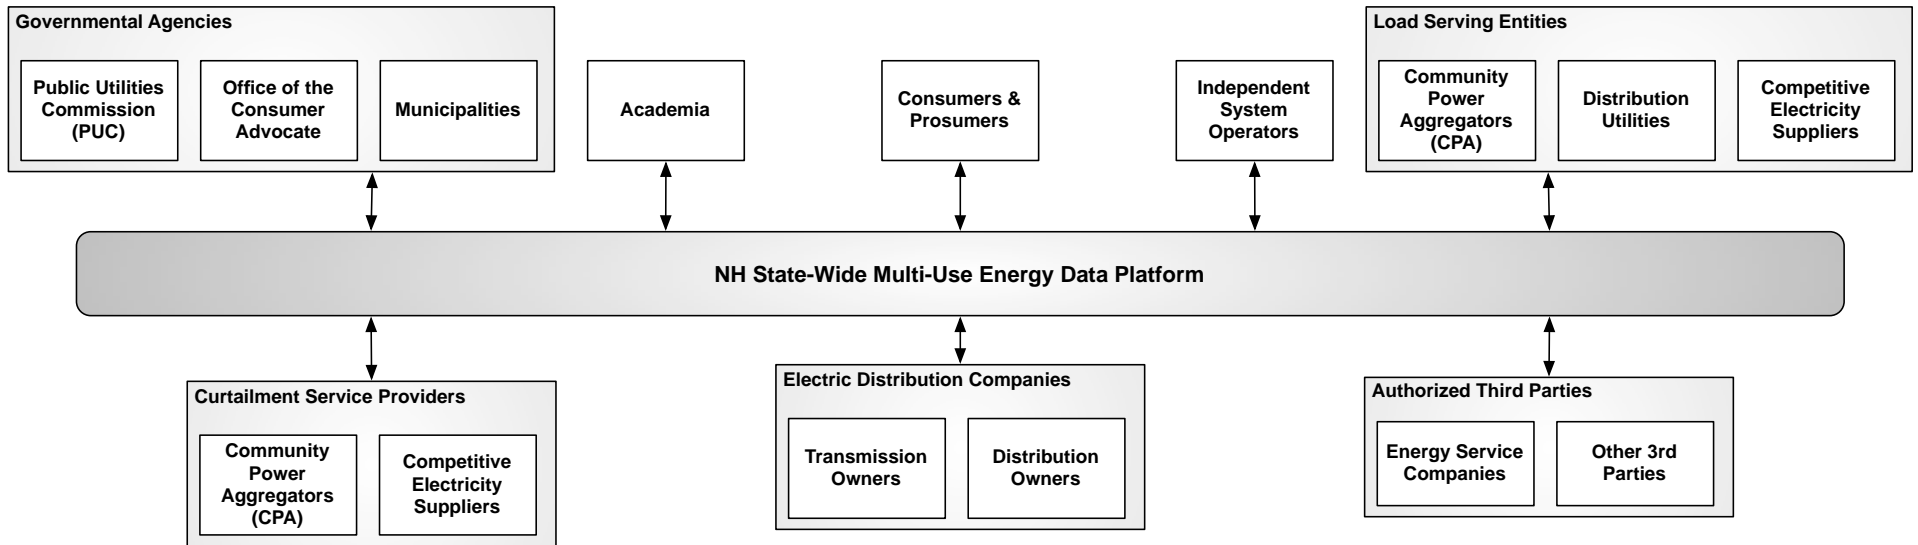 Governmental Agencies
Public Utilities
Commission
(PUC)
Office of the
Consumer
Advocate
Municipalities
Academia
Consumers &
Prosumers
Independent
System
Operators
Load Serving Entities
Community
Power
Aggregators
(CPA)
Distribution
Utilities
Competitive
Electricity
Suppliers
NH State-Wide Multi-Use Energy Data Platform
Curtailment Service Providers
Community
Power
Aggregators
(CPA)
Competitive
Electricity
Suppliers
Electric Distribution Companies
Transmission
Owners
Distribution
Owners
Authorized Third Parties
Energy Service
Companies
Other 3rd
Parties